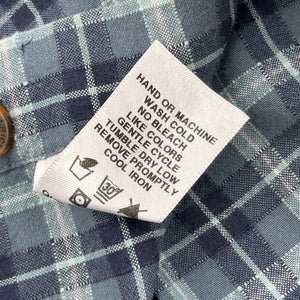 HAND OR MACHINE
WASH COLD
NO BLEACH
GENTLE CYCLE
LIKE COLORS
TUMBLE DRY LOW
REMOVE PROMPTLY
COOL IRON
30°